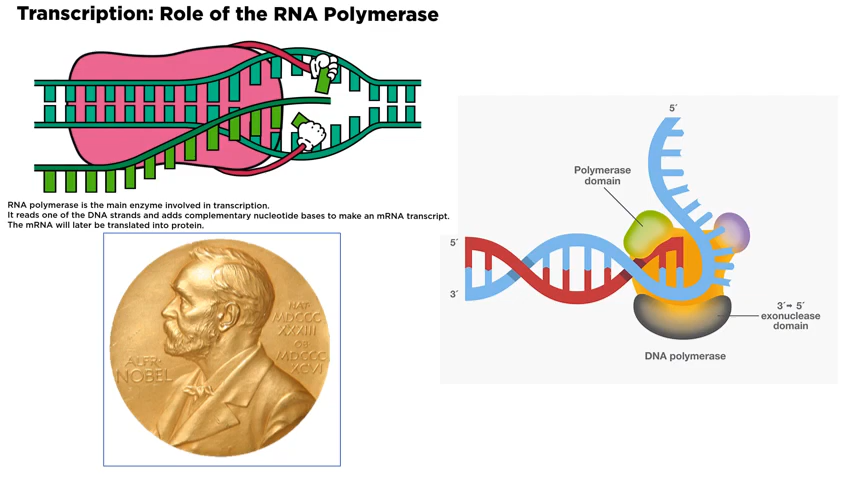 Transcription: Role of the RNA Polymerase
RNA polymerase is the main enzyme involved in transcription.
It reads one of the DNA strands and adds complementary nucleotide bases to make an mRNA transcript.
The mRNA will later be translated into protein.
ALFR·
NOBEL
NAT·
MDCCC
XXXIII
OB·
MDCCC
XCVI
5´
Polymerase
domain
5´
3´
3´➡ 5´
exonuclease
domain
DNA polymerase